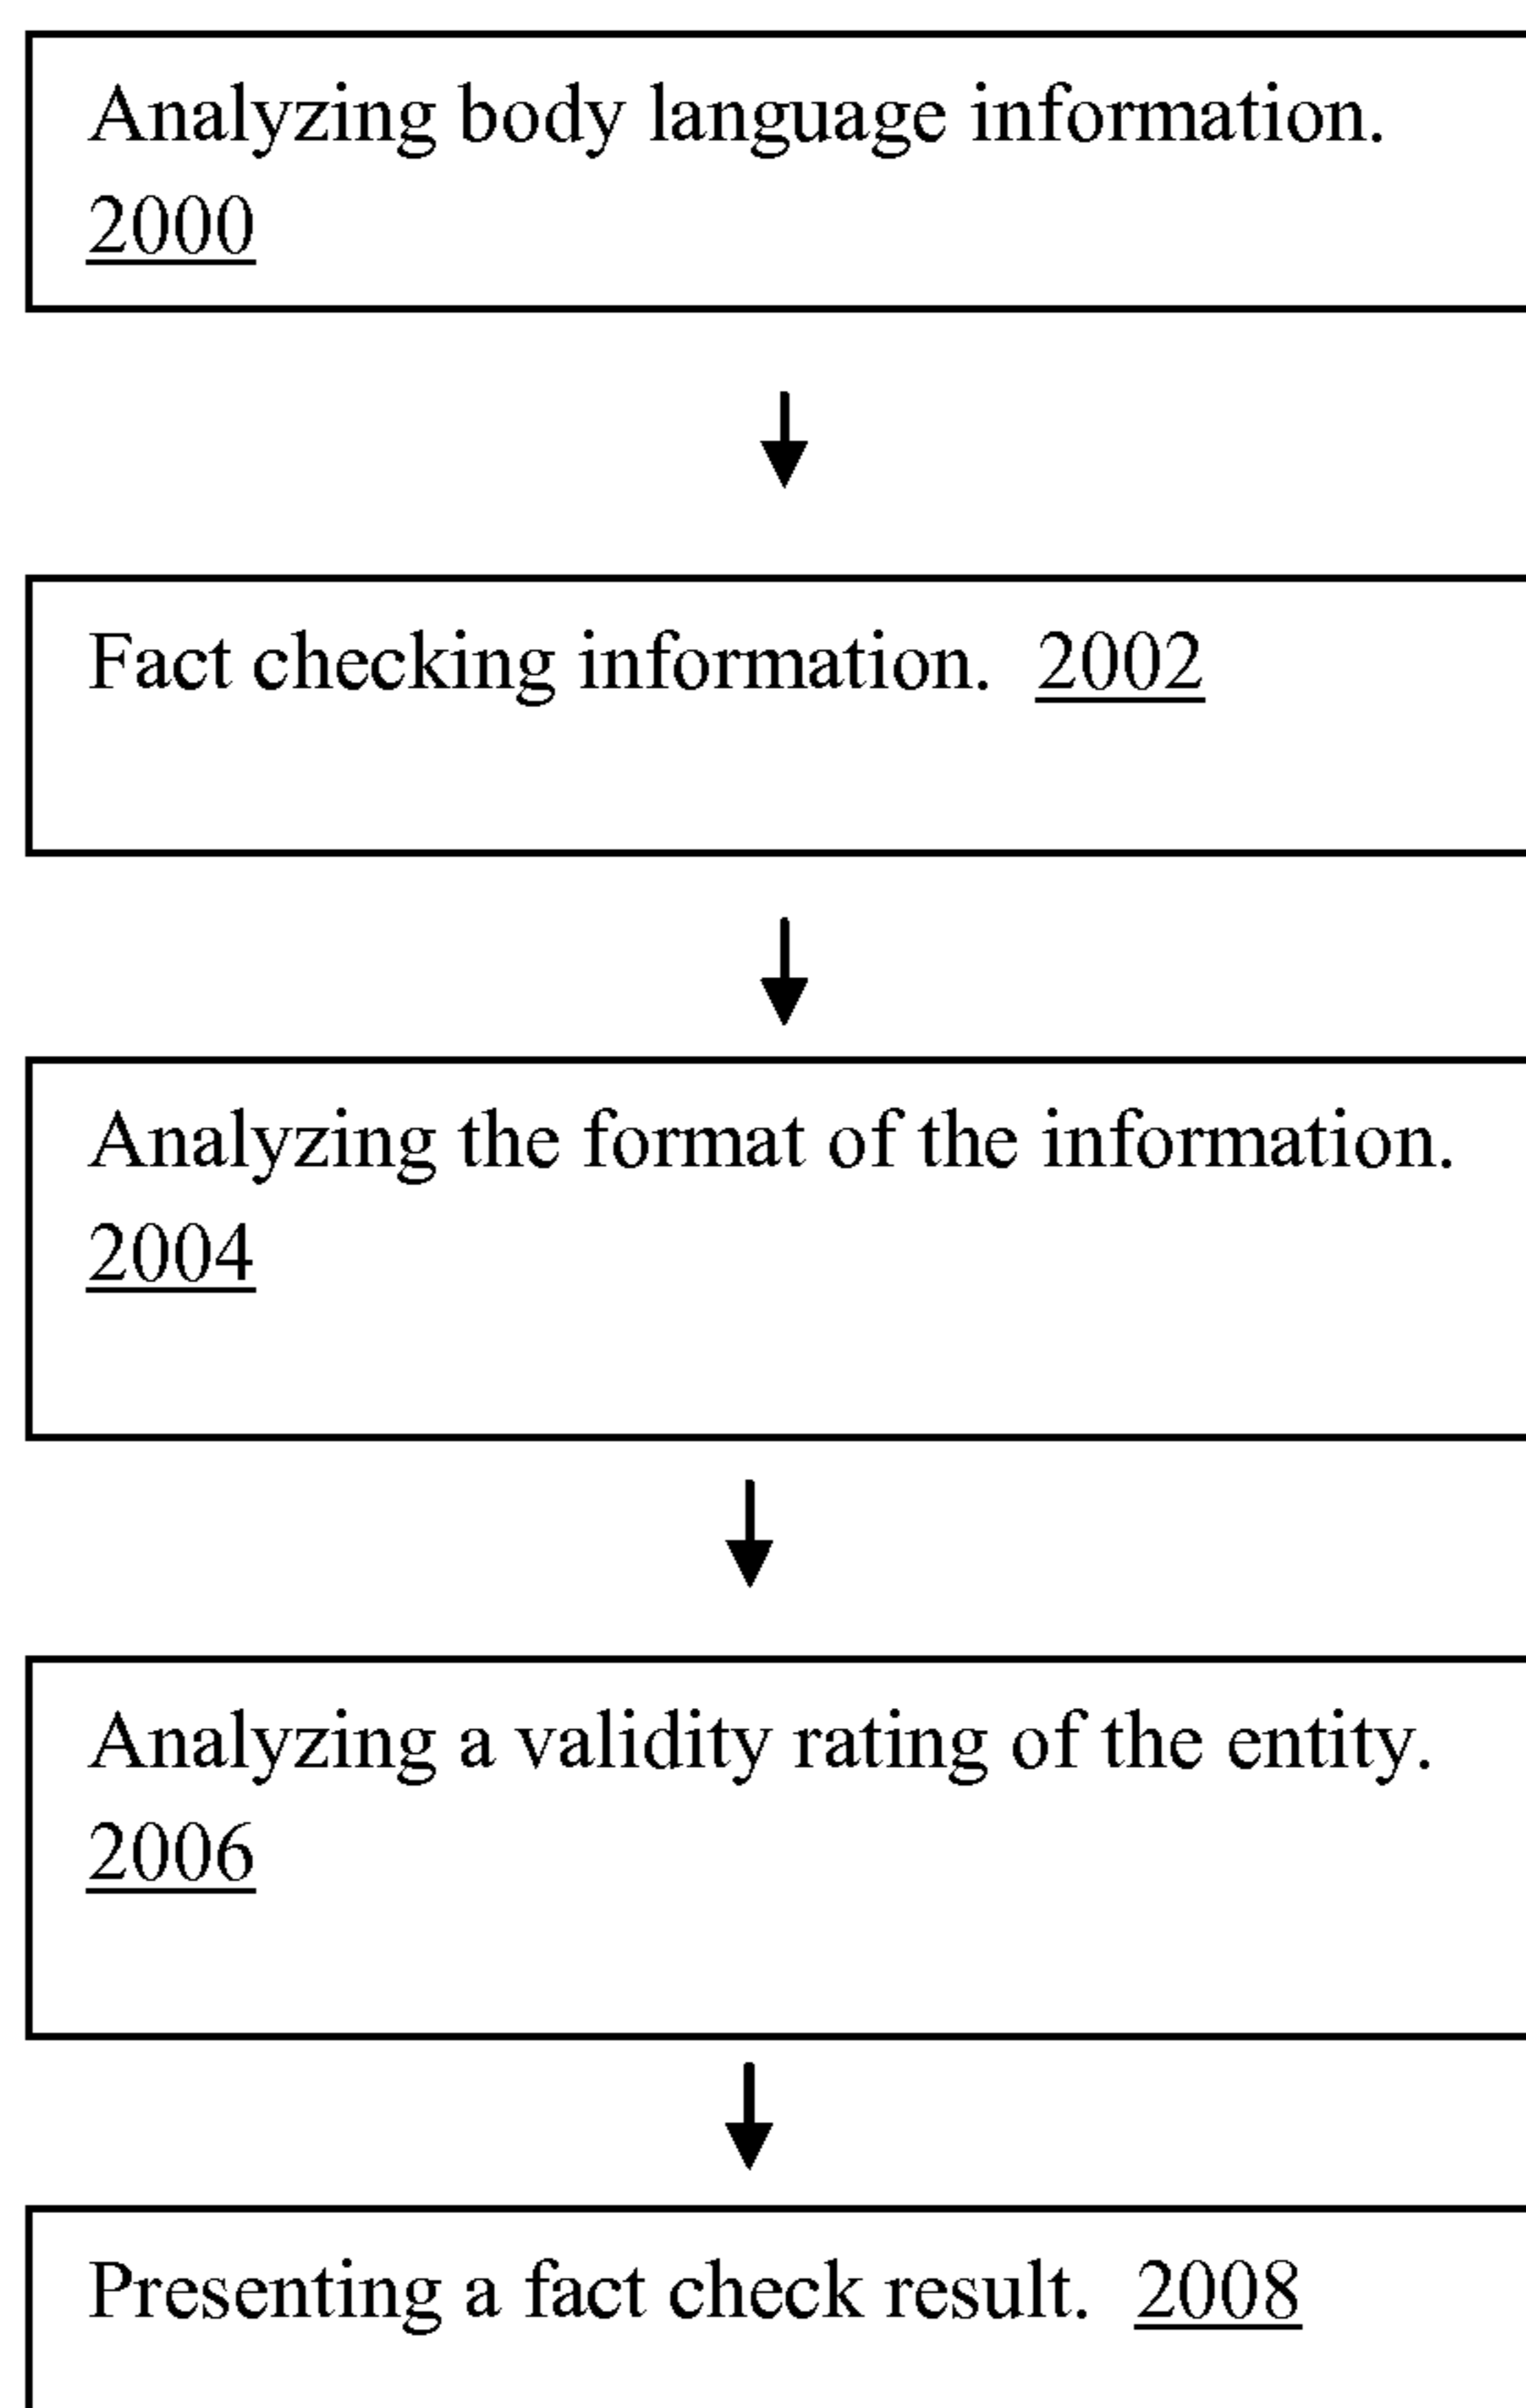 Analyzing body language information.
2000
Fact checking information. 2002
Analyzing the format of the information.
2004
Analyzing a validity rating of the entity.
2006
Presenting a fact check result. 2008